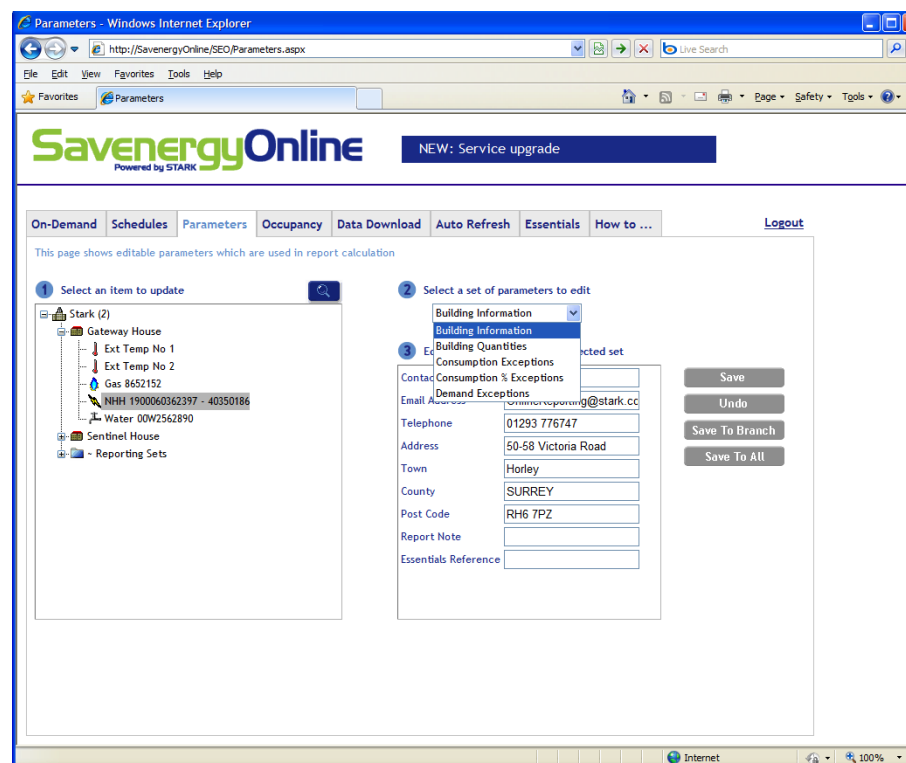 Parameters - Windows Internet Explorer
http://SavenergyOnline/SEO/Parameters.aspx
Live Search
File Edit View Favorites Tools Help
Favorites Parameters Page Safety Tools
SavenergyOnline
Powered by STARK
NEW: Service upgrade
On-Demand Schedules Parameters Occupancy Data Download Auto Refresh Essentials How to ... Logout
This page shows editable parameters which are used in report calculation
1 Select an item to update
Stark (2)
Gateway House
Ext Temp No 1
Ext Temp No 2
Gas 8652152
NHH 1900060362397 - 40350186
Water 00W2562890
Sentinel House
~ Reporting Sets
2 Select a set of parameters to edit
Building Information
Building Information
Building Quantities
Consumption Exceptions
Consumption % Exceptions
Demand Exceptions
3
Telephone 01293 776747
Address 50-58 Victoria Road
Town Horley
County SURREY
Post Code RH6 7PZ
Report Note
Essentials Reference
Save
Undo
Save To Branch
Save To All
Internet 100%